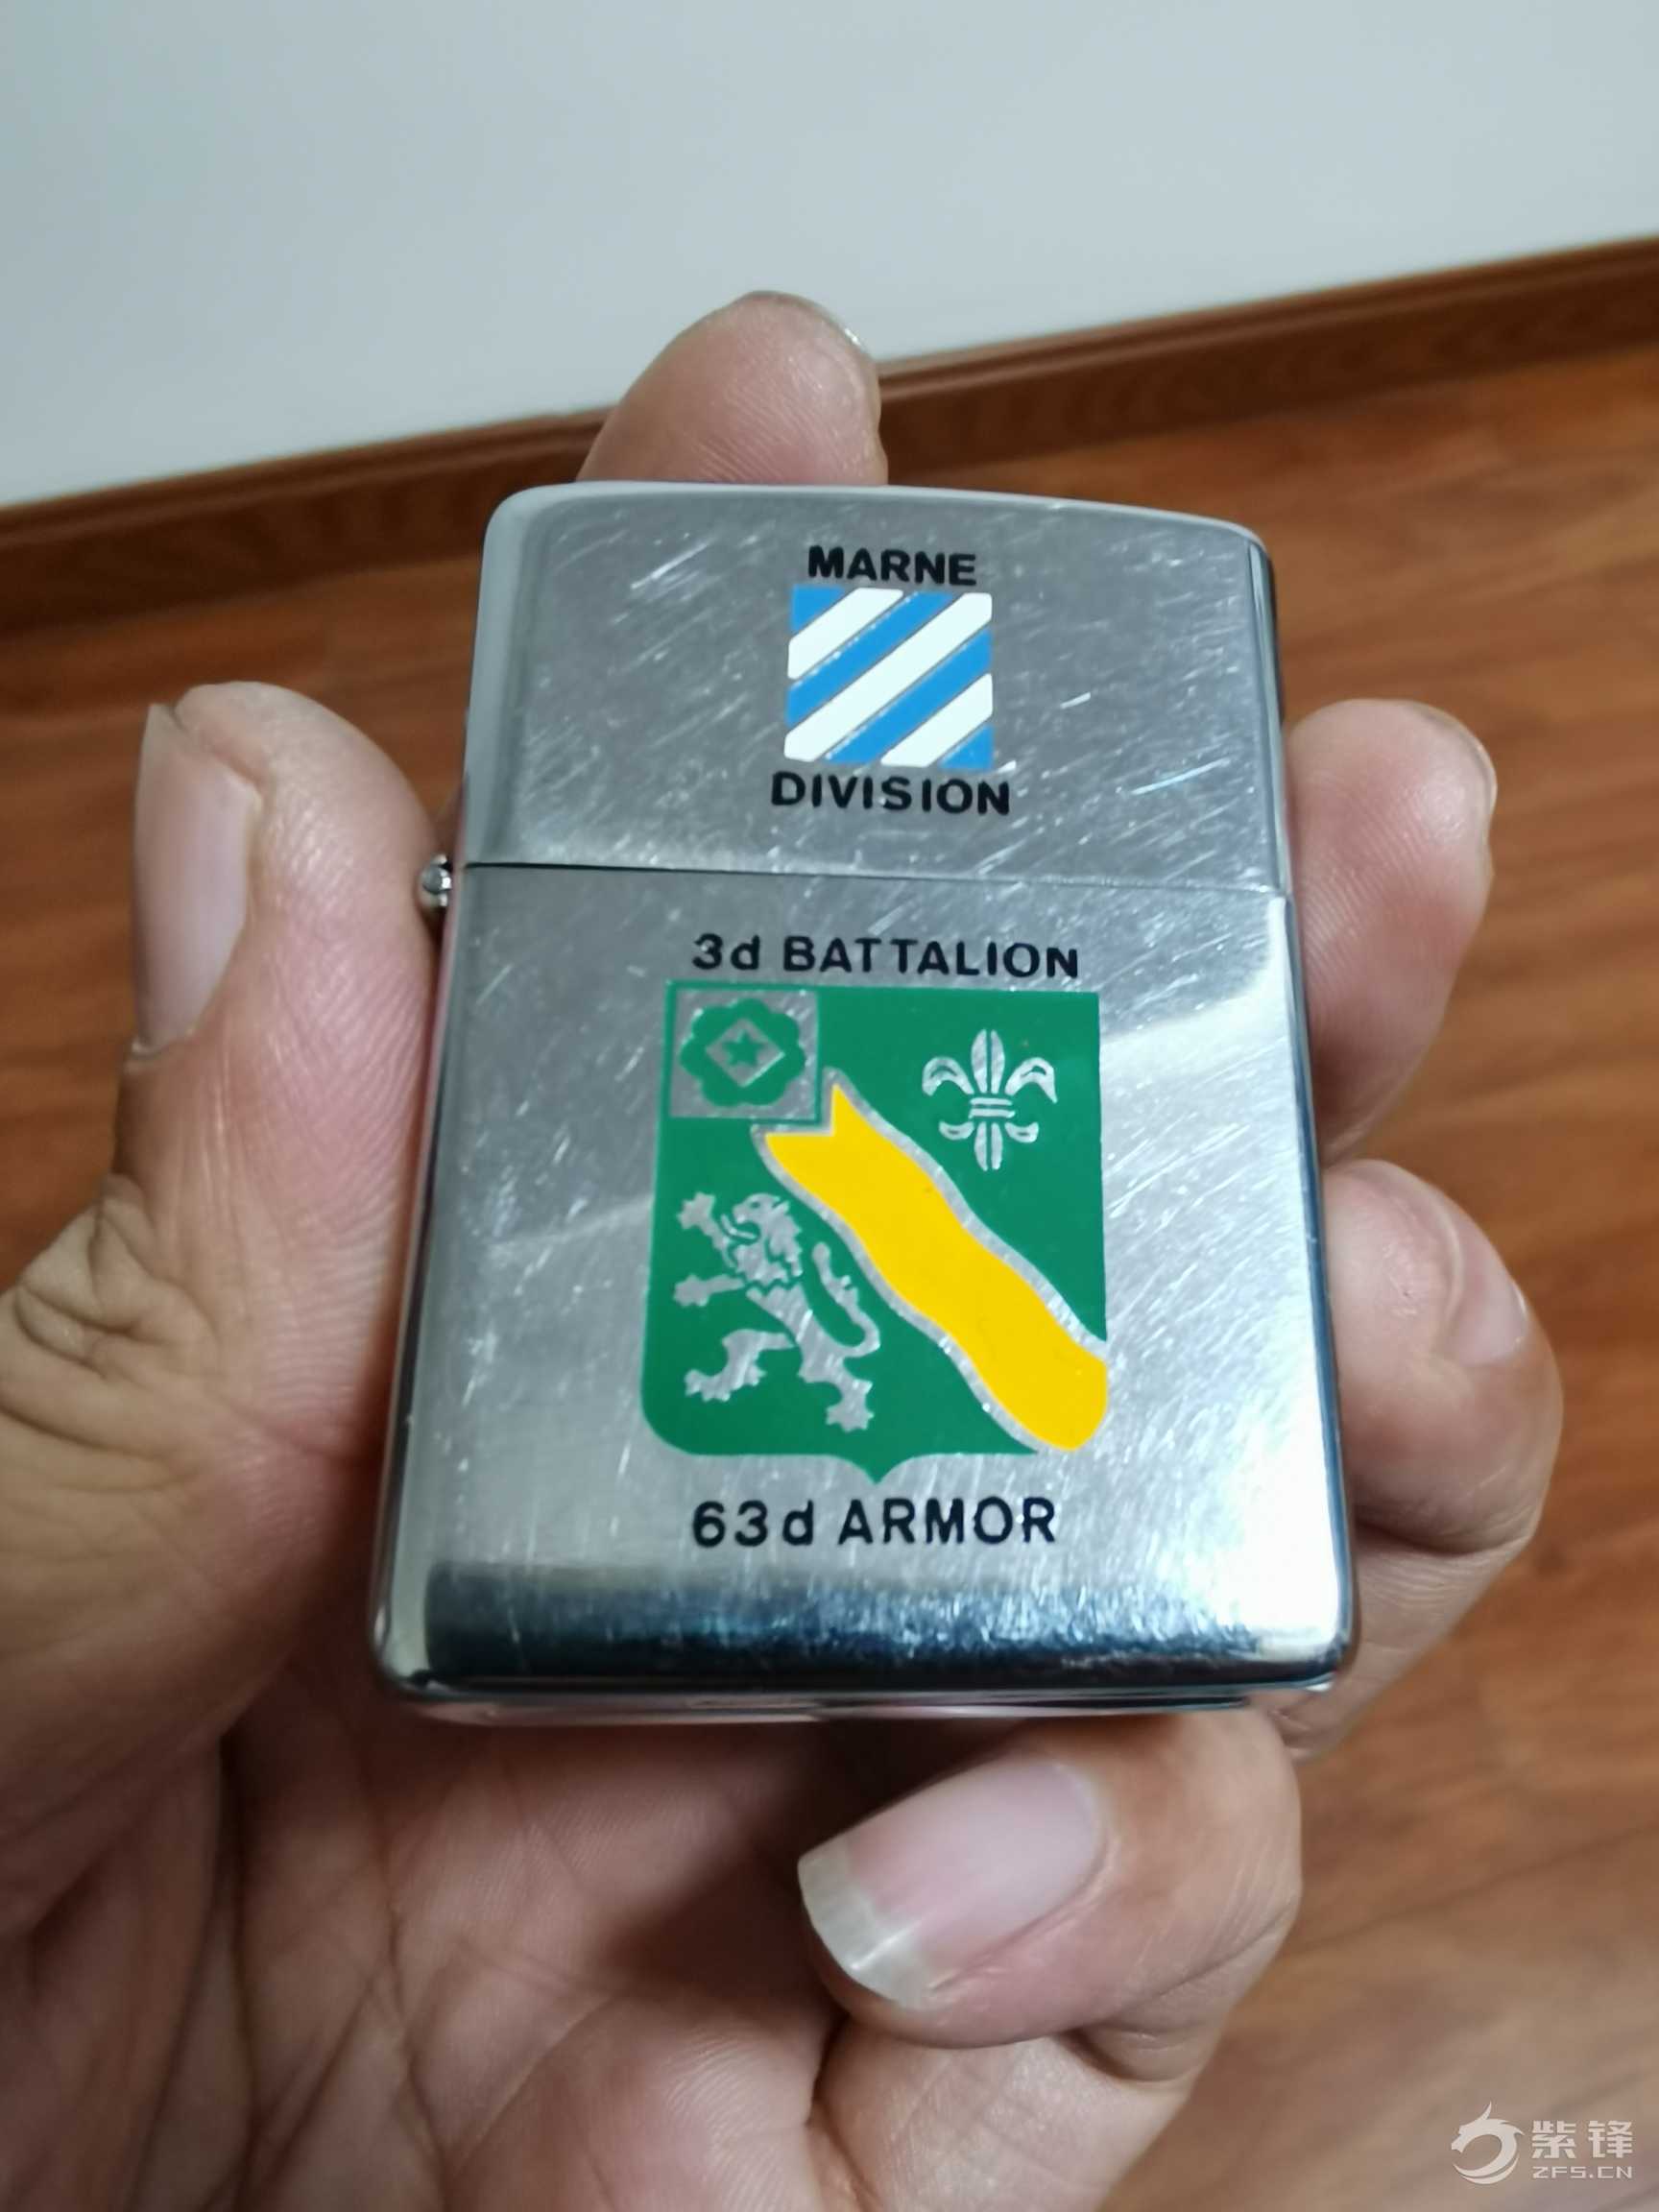 MARNE
DIVISION
3d BATTALION
63d ARMOR
紫锋
ZFS.CN